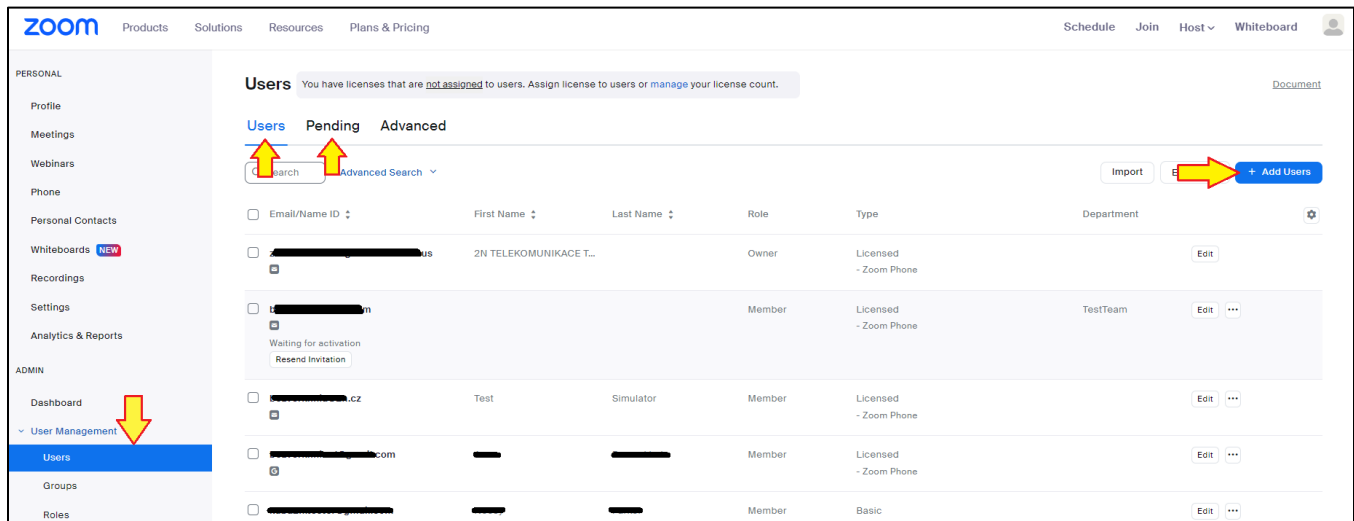 zoom Products Solutions Resources Plans & Pricing Schedule Join Host Whiteboard
PERSONAL
Profile
Meetings
Webinars
Phone
Personal Contacts
Whiteboards NEW
Recordings
Settings
Analytics & Reports
ADMIN
Dashboard
User Management
Users
Groups
Roles
Users You have licenses that are not assigned to users. Assign license to users or manage your license count. Document
Users Pending Advanced
Advanced Search Import + Add Users
Email/Name ID First Name Last Name Role Type Department
us 2N TELEKOMUNIKACE T... Owner Licensed Edit
- Zoom Phone
Member Licensed TestTeam Edit ...
- Zoom Phone
Waiting for activation
Resend Invitation
.cz Test Simulator Member Licensed Edit ...
- Zoom Phone
com Member Licensed Edit ...
- Zoom Phone
Member Basic Edit ...